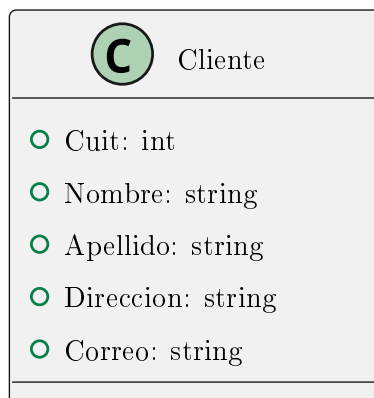 C Cliente
Cuit: int
Nombre: string
Apellido: string
Direccion: string
Correo: string